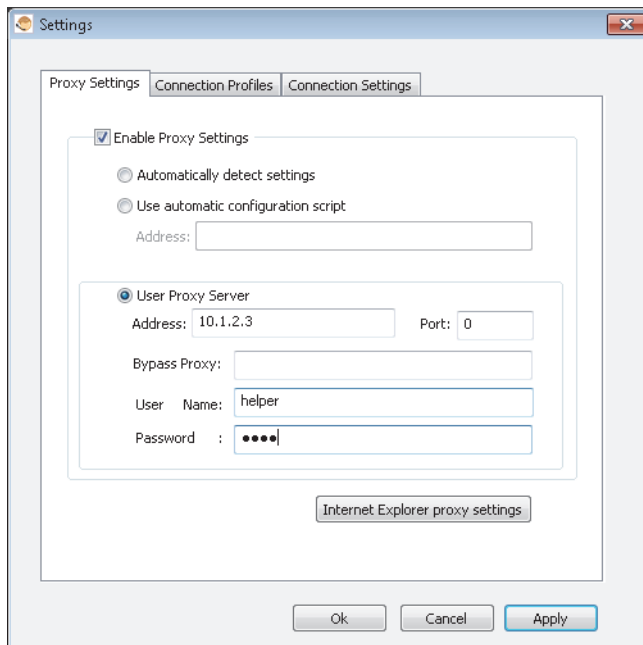 Settings
Proxy Settings Connection Profiles Connection Settings
Enable Proxy Settings
Automatically detect settings
Use automatic configuration script
Address:
User Proxy Server
Address: 10.1.2.3 Port: 0
Bypass Proxy:
User Name: helper
Password : ●●●●
Internet Explorer proxy settings
Ok Cancel Apply